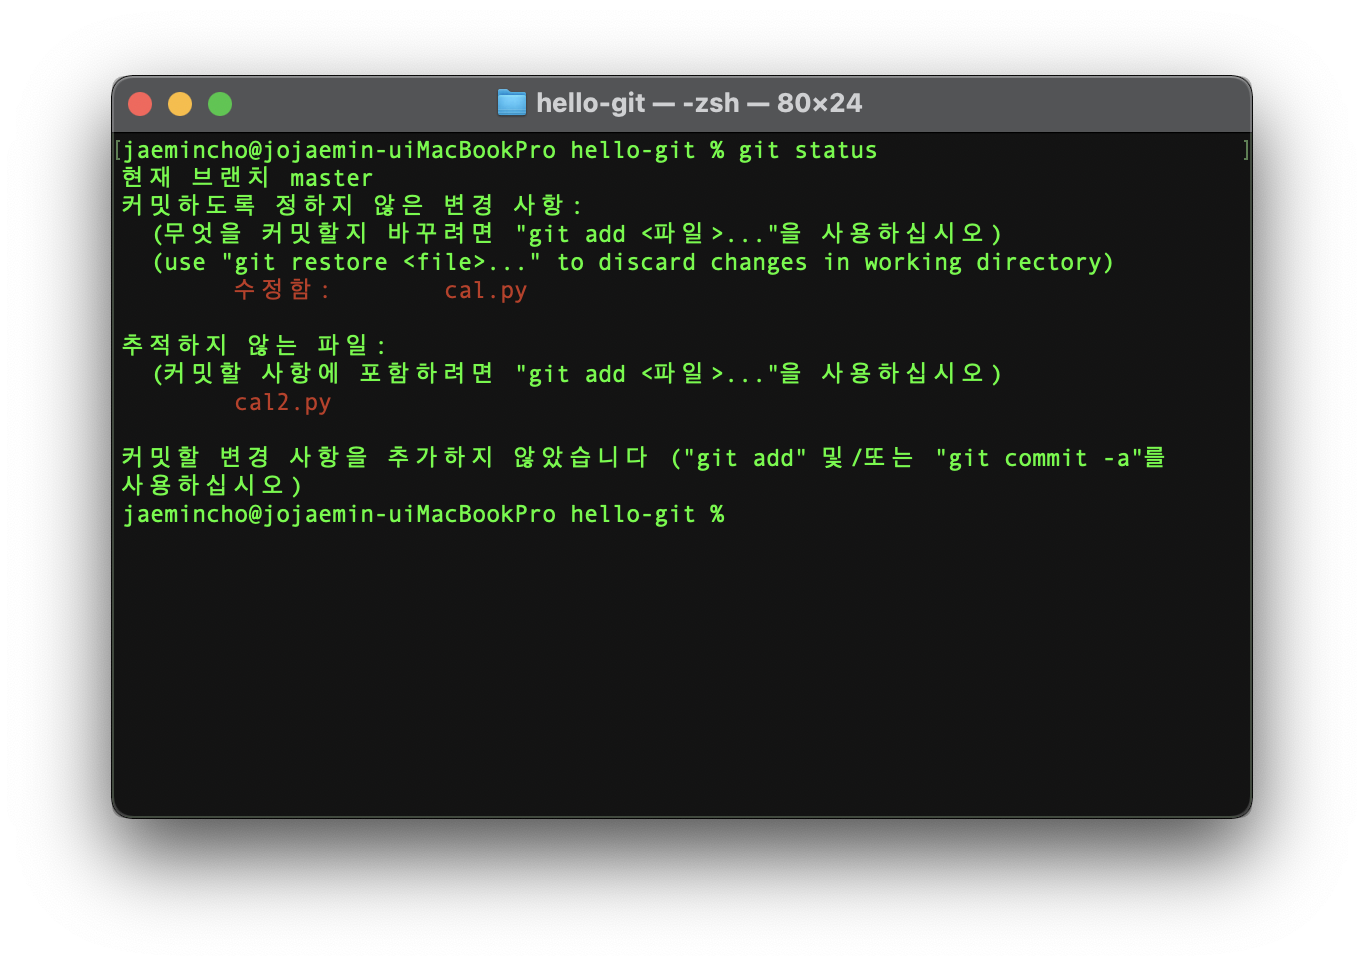 hello-git — -zsh — 80×24
[jaemincho@jojaemin-uiMacBookPro hello-git % git status ]
현재 브랜치 master
커밋하도록 정하지 않은 변경 사항:
  (무엇을 커밋할지 바꾸려면 "git add <파일>..."을 사용하십시오)
  (use "git restore <file>..." to discard changes in working directory)
        수정함:        cal.py

추적하지 않는 파일:
  (커밋할 사항에 포함하려면 "git add <파일>..."을 사용하십시오)
        cal2.py

커밋할 변경 사항을 추가하지 않았습니다 ("git add" 및/또는 "git commit -a"를
사용하십시오)
jaemincho@jojaemin-uiMacBookPro hello-git %